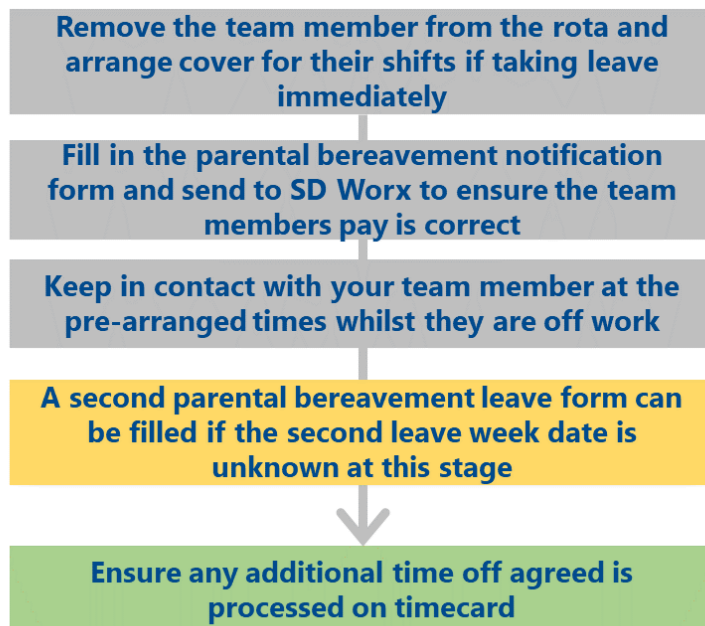 Remove the team member from the rota and
arrange cover for their shifts if taking leave
immediately
Fill in the parental bereavement notification
form and send to SD Worx to ensure the team
members pay is correct
Keep in contact with your team member at the
pre-arranged times whilst they are off work
A second parental bereavement leave form can
be filled if the second leave week date is
unknown at this stage
Ensure any additional time off agreed is
processed on timecard